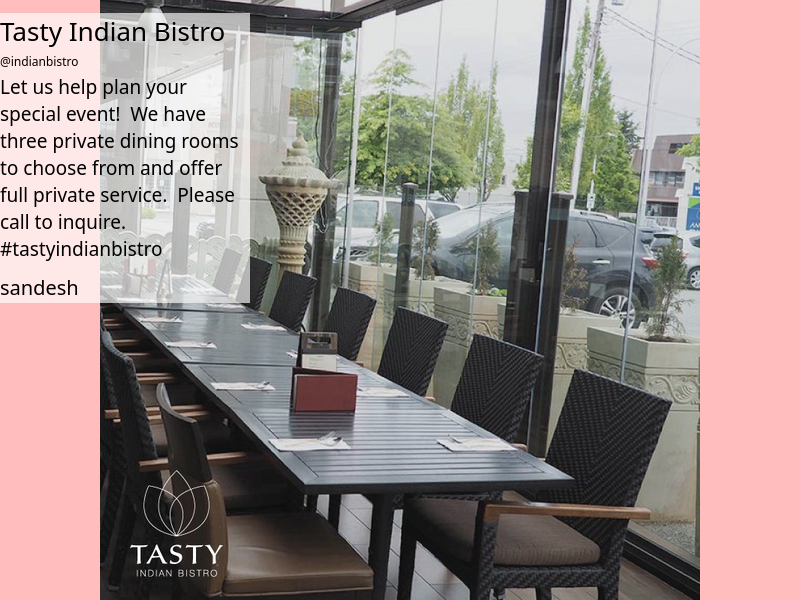 Tasty Indian Bistro
@indianbistro
Let us help plan your
special event!  We have
three private dining rooms
to choose from and offer
full private service.  Please
call to inquire.
#tastyindianbistro
sandesh
TASTY
INDIAN BISTRO